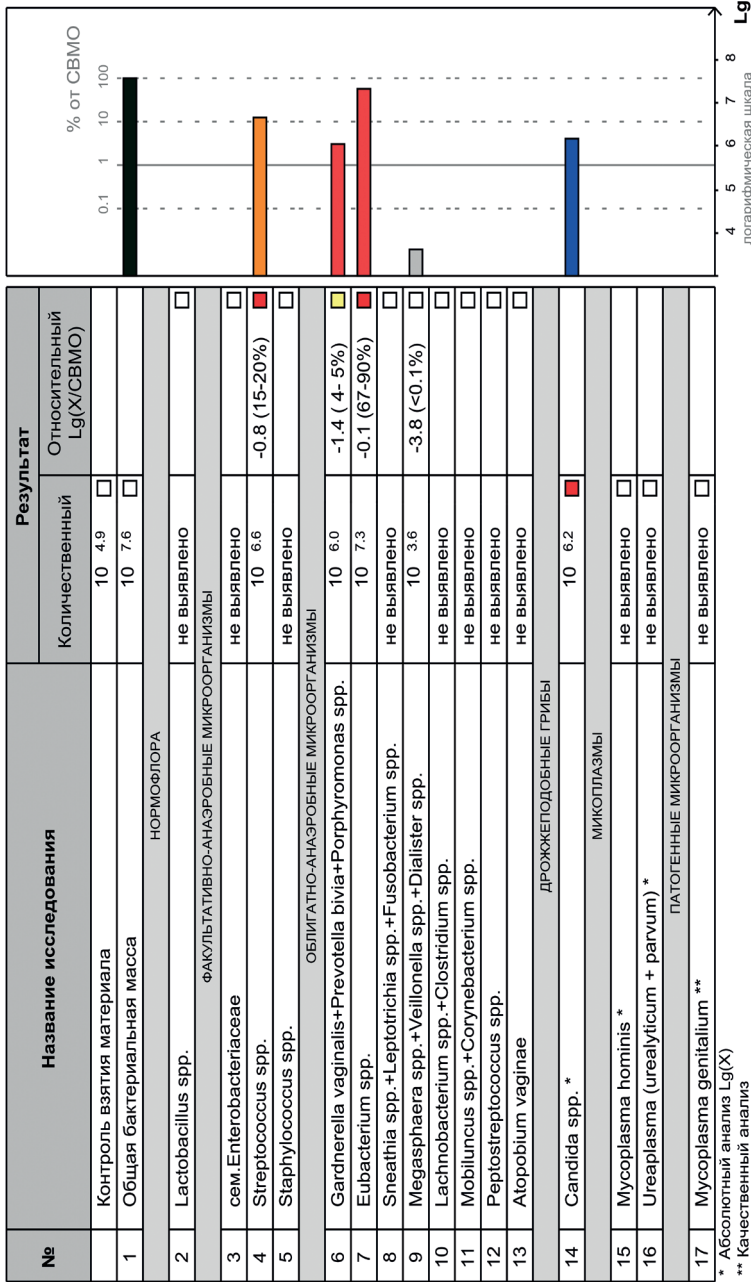 № Название исследования Результат
Количественный Относительный Lg(X/СВМО)
Контроль взятия материала 10 4.9
1 Общая бактериальная масса 10 7.6
НОРМОФЛОРА
2 Lactobacillus spp. не выявлено
ФАКУЛЬТАТИВНО-АНАЭРОБНЫЕ МИКРООРГАНИЗМЫ
3 сем.Enterobacteriaceae не выявлено
4 Streptococcus spp. 10 6.6 -0.8 (15-20%)
5 Staphylococcus spp. не выявлено
ОБЛИГАТНО-АНАЭРОБНЫЕ МИКРООРГАНИЗМЫ
6 Gardnerella vaginalis+Prevotella bivia+Porphyromonas spp. 10 6.0 -1.4 ( 4- 5%)
7 Eubacterium spp. 10 7.3 -0.1 (67-90%)
8 Sneathia spp.+Leptotrichia spp.+Fusobacterium spp. не выявлено
9 Megasphaera spp.+Veillonella spp.+Dialister spp. 10 3.6 -3.8 (<0.1%)
10 Lachnobacterium spp.+Clostridium spp. не выявлено
11 Mobiluncus spp.+Corynebacterium spp. не выявлено
12 Peptostreptococcus spp. не выявлено
13 Atopobium vaginae не выявлено
ДРОЖЖЕПОДОБНЫЕ ГРИБЫ
14 Candida spp. * 10 6.2
МИКОПЛАЗМЫ
15 Mycoplasma hominis * не выявлено
16 Ureaplasma (urealyticum + parvum) * не выявлено
ПАТОГЕННЫЕ МИКРООРГАНИЗМЫ
17 Mycoplasma genitalium ** не выявлено
* Абсолютный анализ Lg(X)
** Качественный анализ
% от СВМО
0.1 1 10 100
4 5 6 7 8
Lg
логарифмическая шкала